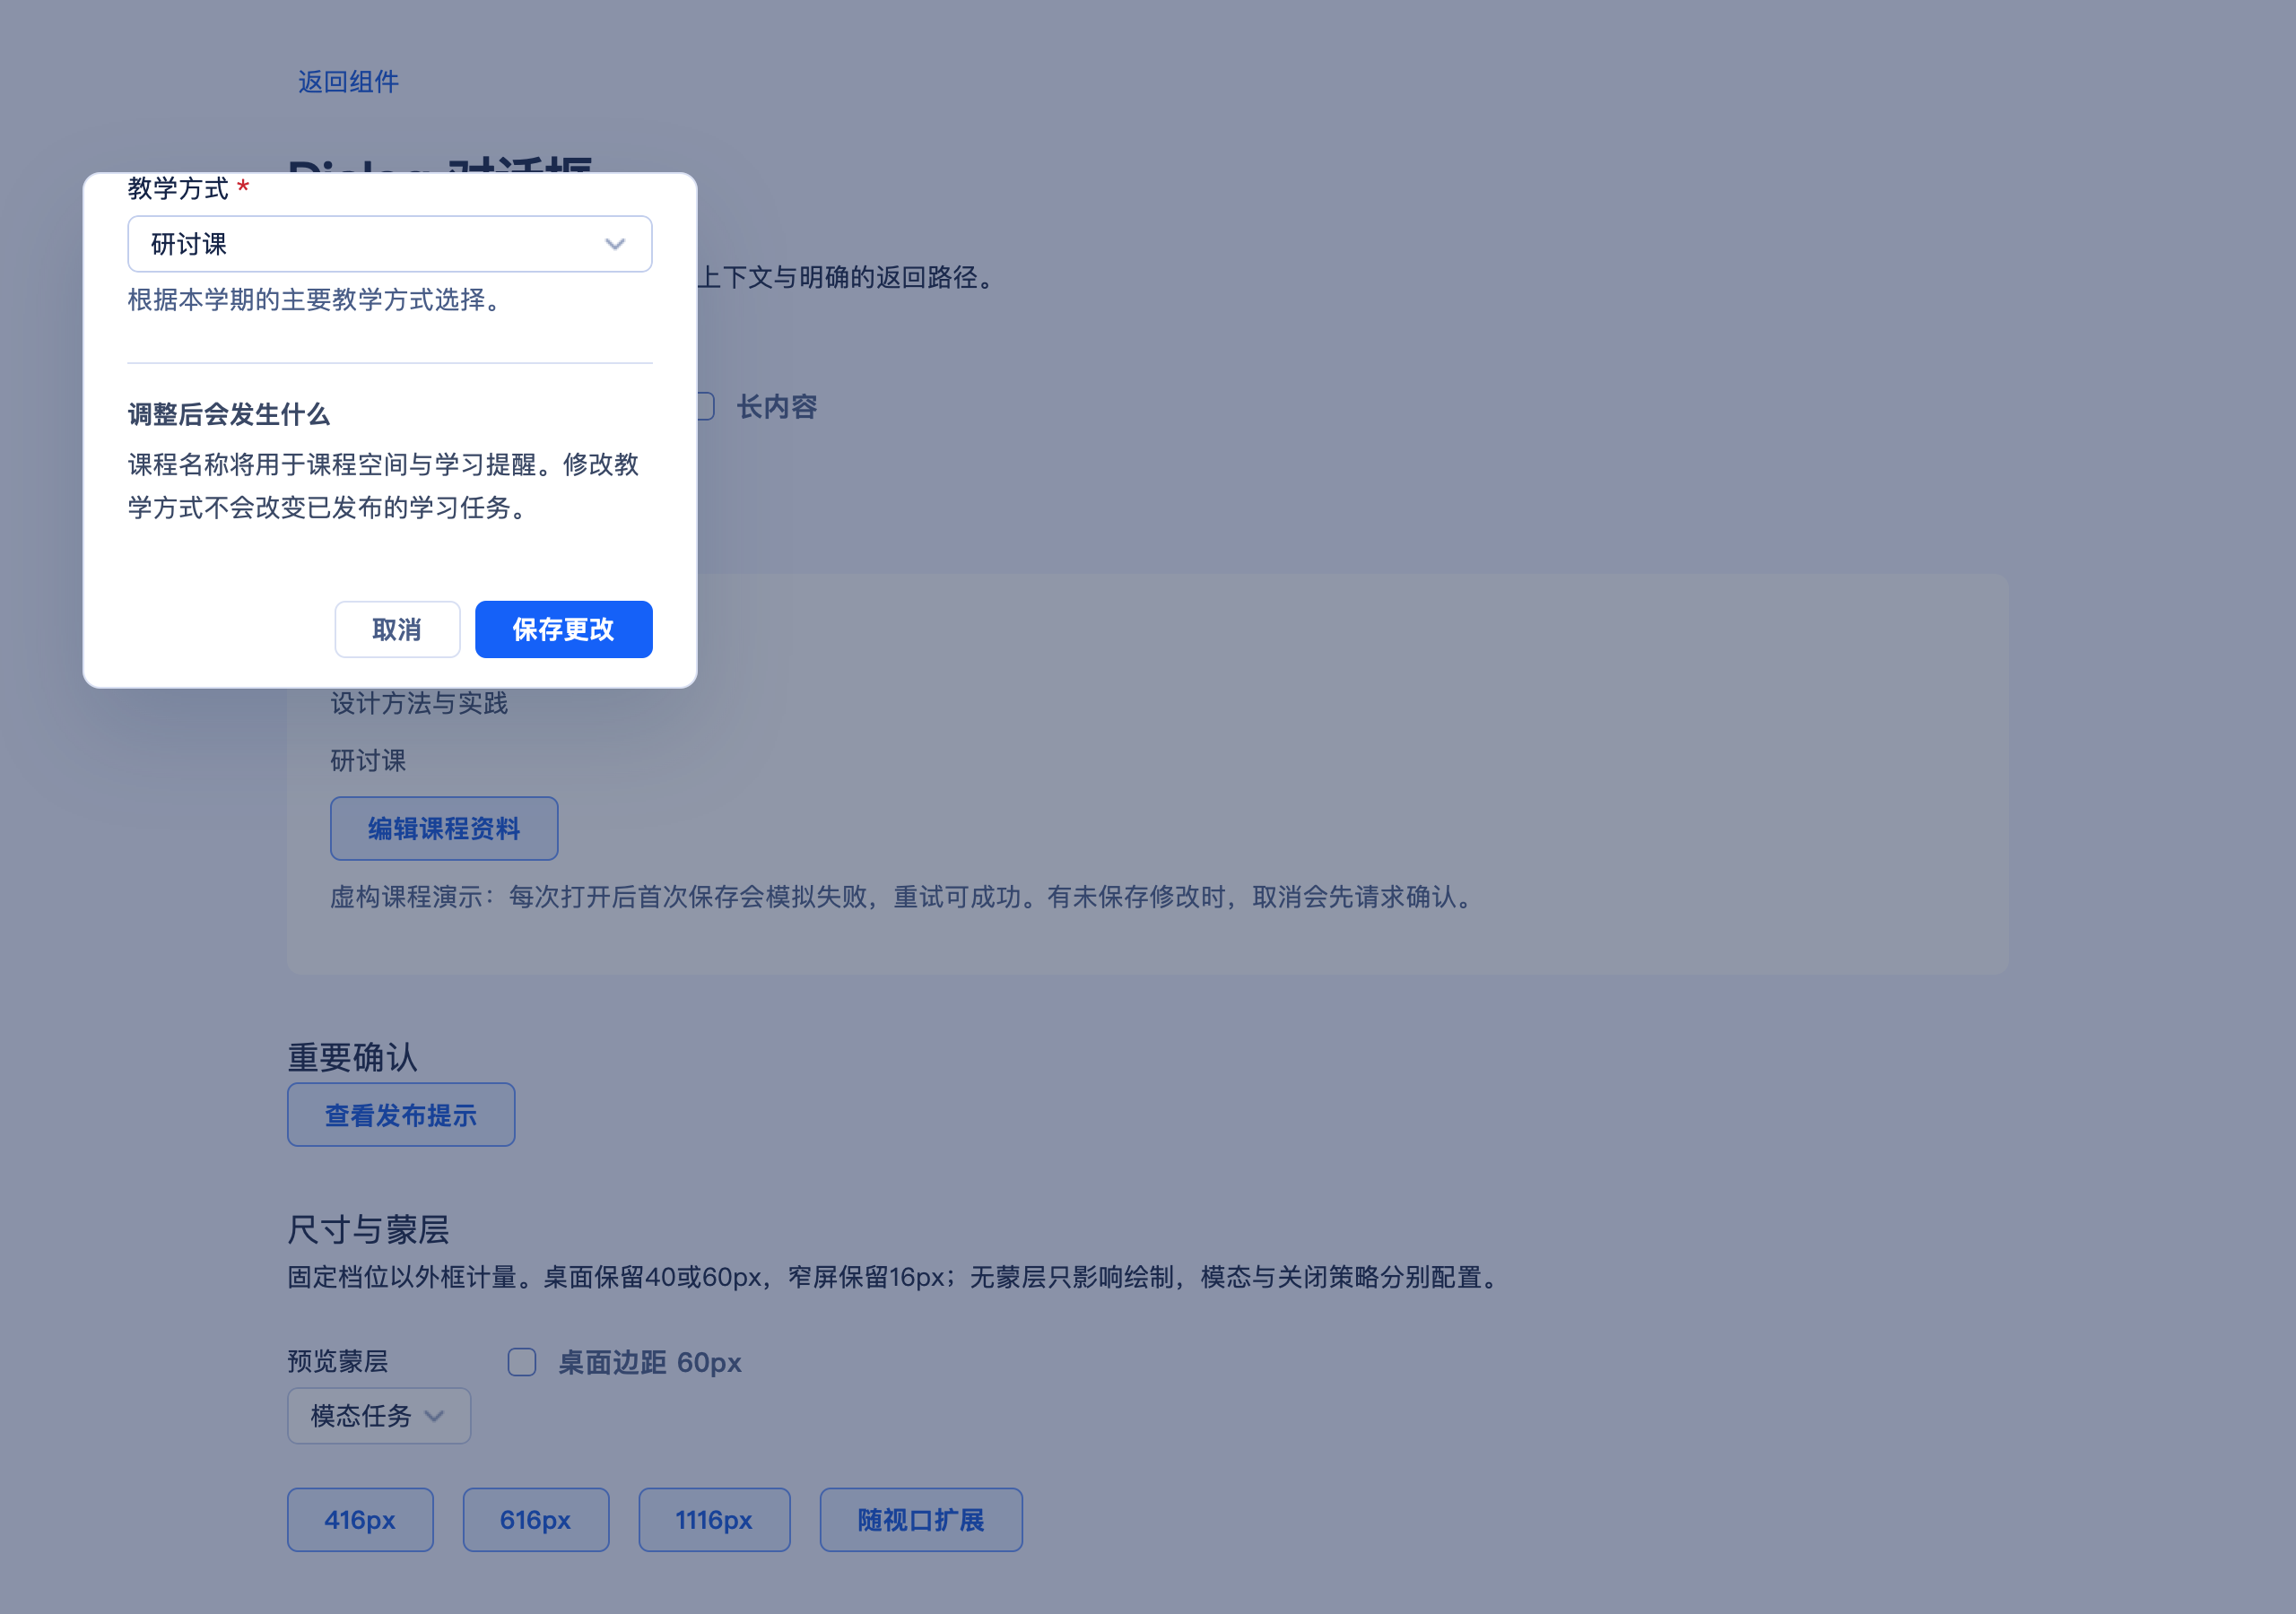 返回组件
Dialog 对话框
教学方式 *
研讨课
根据本学期的主要教学方式选择。
上下文与明确的返回路径。
调整后会发生什么
长内容
课程名称将用于课程空间与学习提醒。修改教
学方式不会改变已发布的学习任务。
取消
保存更改
设计方法与实践
研讨课
编辑课程资料
虚构课程演示：每次打开后首次保存会模拟失败，重试可成功。有未保存修改时，取消会先请求确认。
重要确认
查看发布提示
尺寸与蒙层
固定档位以外框计量。桌面保留40或60px，窄屏保留16px；无蒙层只影响绘制，模态与关闭策略分别配置。
预览蒙层
桌面边距 60px
模态任务
416px
616px
1116px
随视口扩展